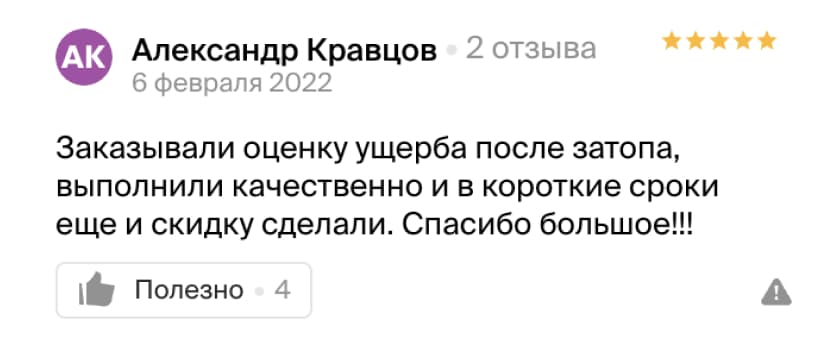 АК
Александр Кравцов • 2 отзыва
6 февраля 2022
Заказывали оценку ущерба после затопа,
выполнили качественно и в короткие сроки
еще и скидку сделали. Спасибо большое!!!
Полезно • 4